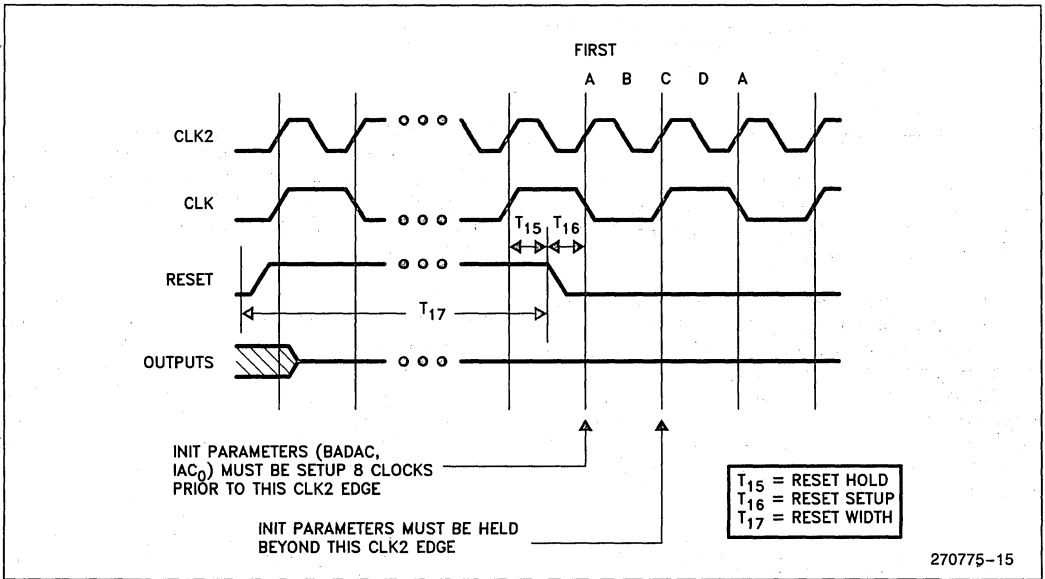 FIRST
A B C D A
CLK2
CLK
T15 T16
RESET
T17
OUTPUTS
INIT PARAMETERS (BADAC,
IAC0) MUST BE SETUP 8 CLOCKS
PRIOR TO THIS CLK2 EDGE
INIT PARAMETERS MUST BE HELD
BEYOND THIS CLK2 EDGE
T15 = RESET HOLD
T16 = RESET SETUP
T17 = RESET WIDTH
270775-15